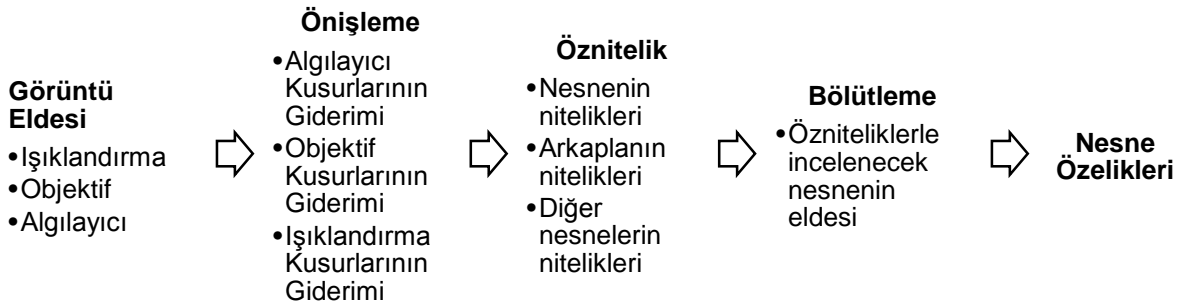 Görüntü
Eldesi
•Işıklandırma
•Objektif
•Algılayıcı
Önişleme
•Algılayıcı
Kusurlarının
Giderimi
•Objektif
Kusurlarının
Giderimi
•Işıklandırma
Kusurlarının
Giderimi
Öznitelik
•Nesnenin
nitelikleri
•Arkaplanın
nitelikleri
•Diğer
nesnelerin
nitelikleri
Bölütleme
•Özniteliklerle
incelenecek
nesnenin
eldesi
Nesne
Özelikleri